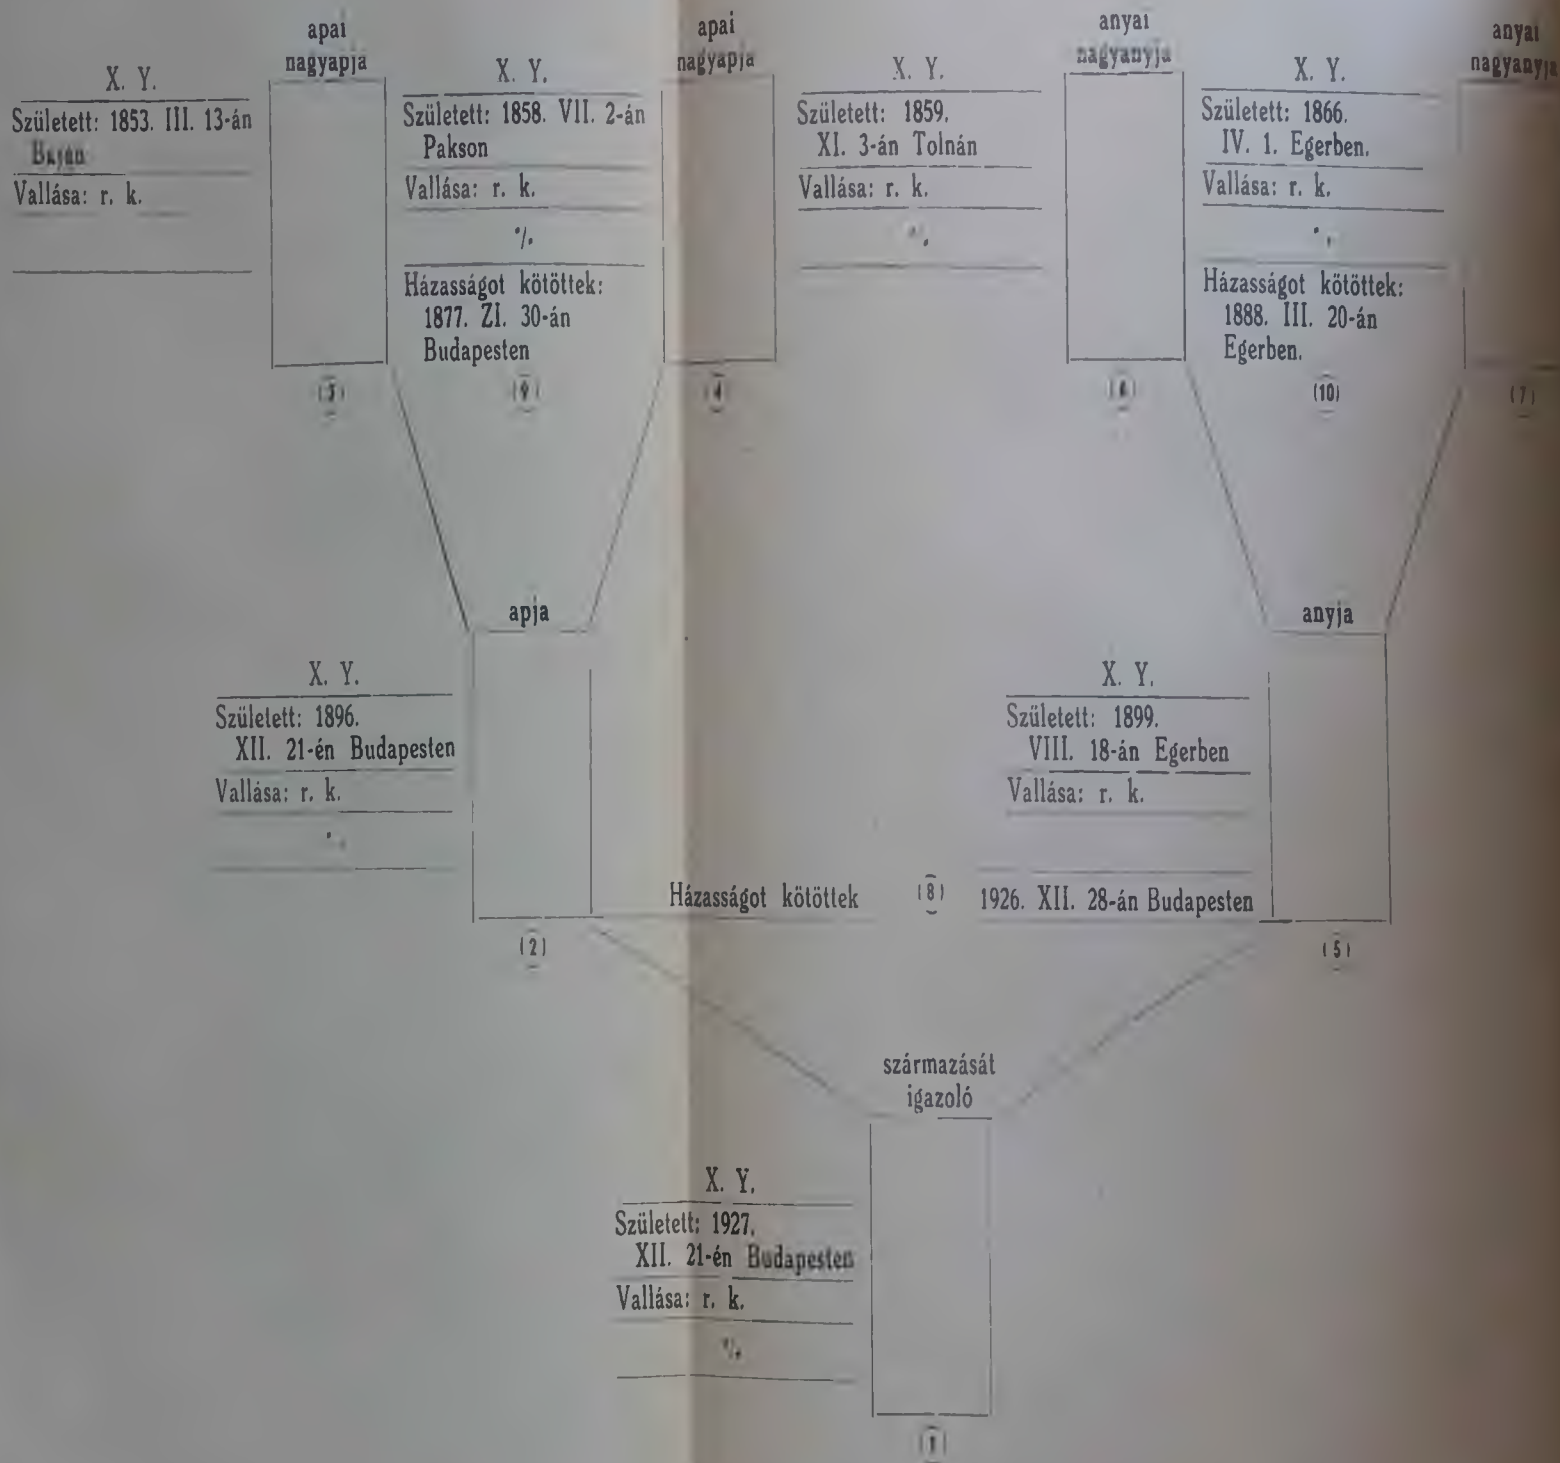 apai
nagyapja
X. Y.
Született: 1853. III. 13-án
Baján
Vallása: r. k.
(3)
apai
nagyapja
X. Y.
Született: 1858. VII. 2-án
Pakson
Vallása: r. k.
%
Házasságot kötöttek:
1877. ZI. 30-án
Budapesten
(9)
(4)
anyai
nagyanyja
X. Y.
Született: 1859.
XI. 3-án Tolnán
Vallása: r. k.
(6)
anyai
nagyanyja
X. Y.
Született: 1866.
IV. 1. Egerben.
Vallása: r. k.
Házasságot kötöttek:
1888. III. 20-án
Egerben.
(10)
(7)
apja
X. Y.
Született: 1896.
XII. 21-én Budapesten
Vallása: r. k.
(2)
anyja
X. Y.
Született: 1899.
VIII. 18-án Egerben
Vallása: r. k.
(5)
Házasságot kötöttek (8) 1926. XII. 28-án Budapesten
származását
igazoló
X. Y.
Született: 1927.
XII. 21-én Budapesten
Vallása: r. k.
%
(1)